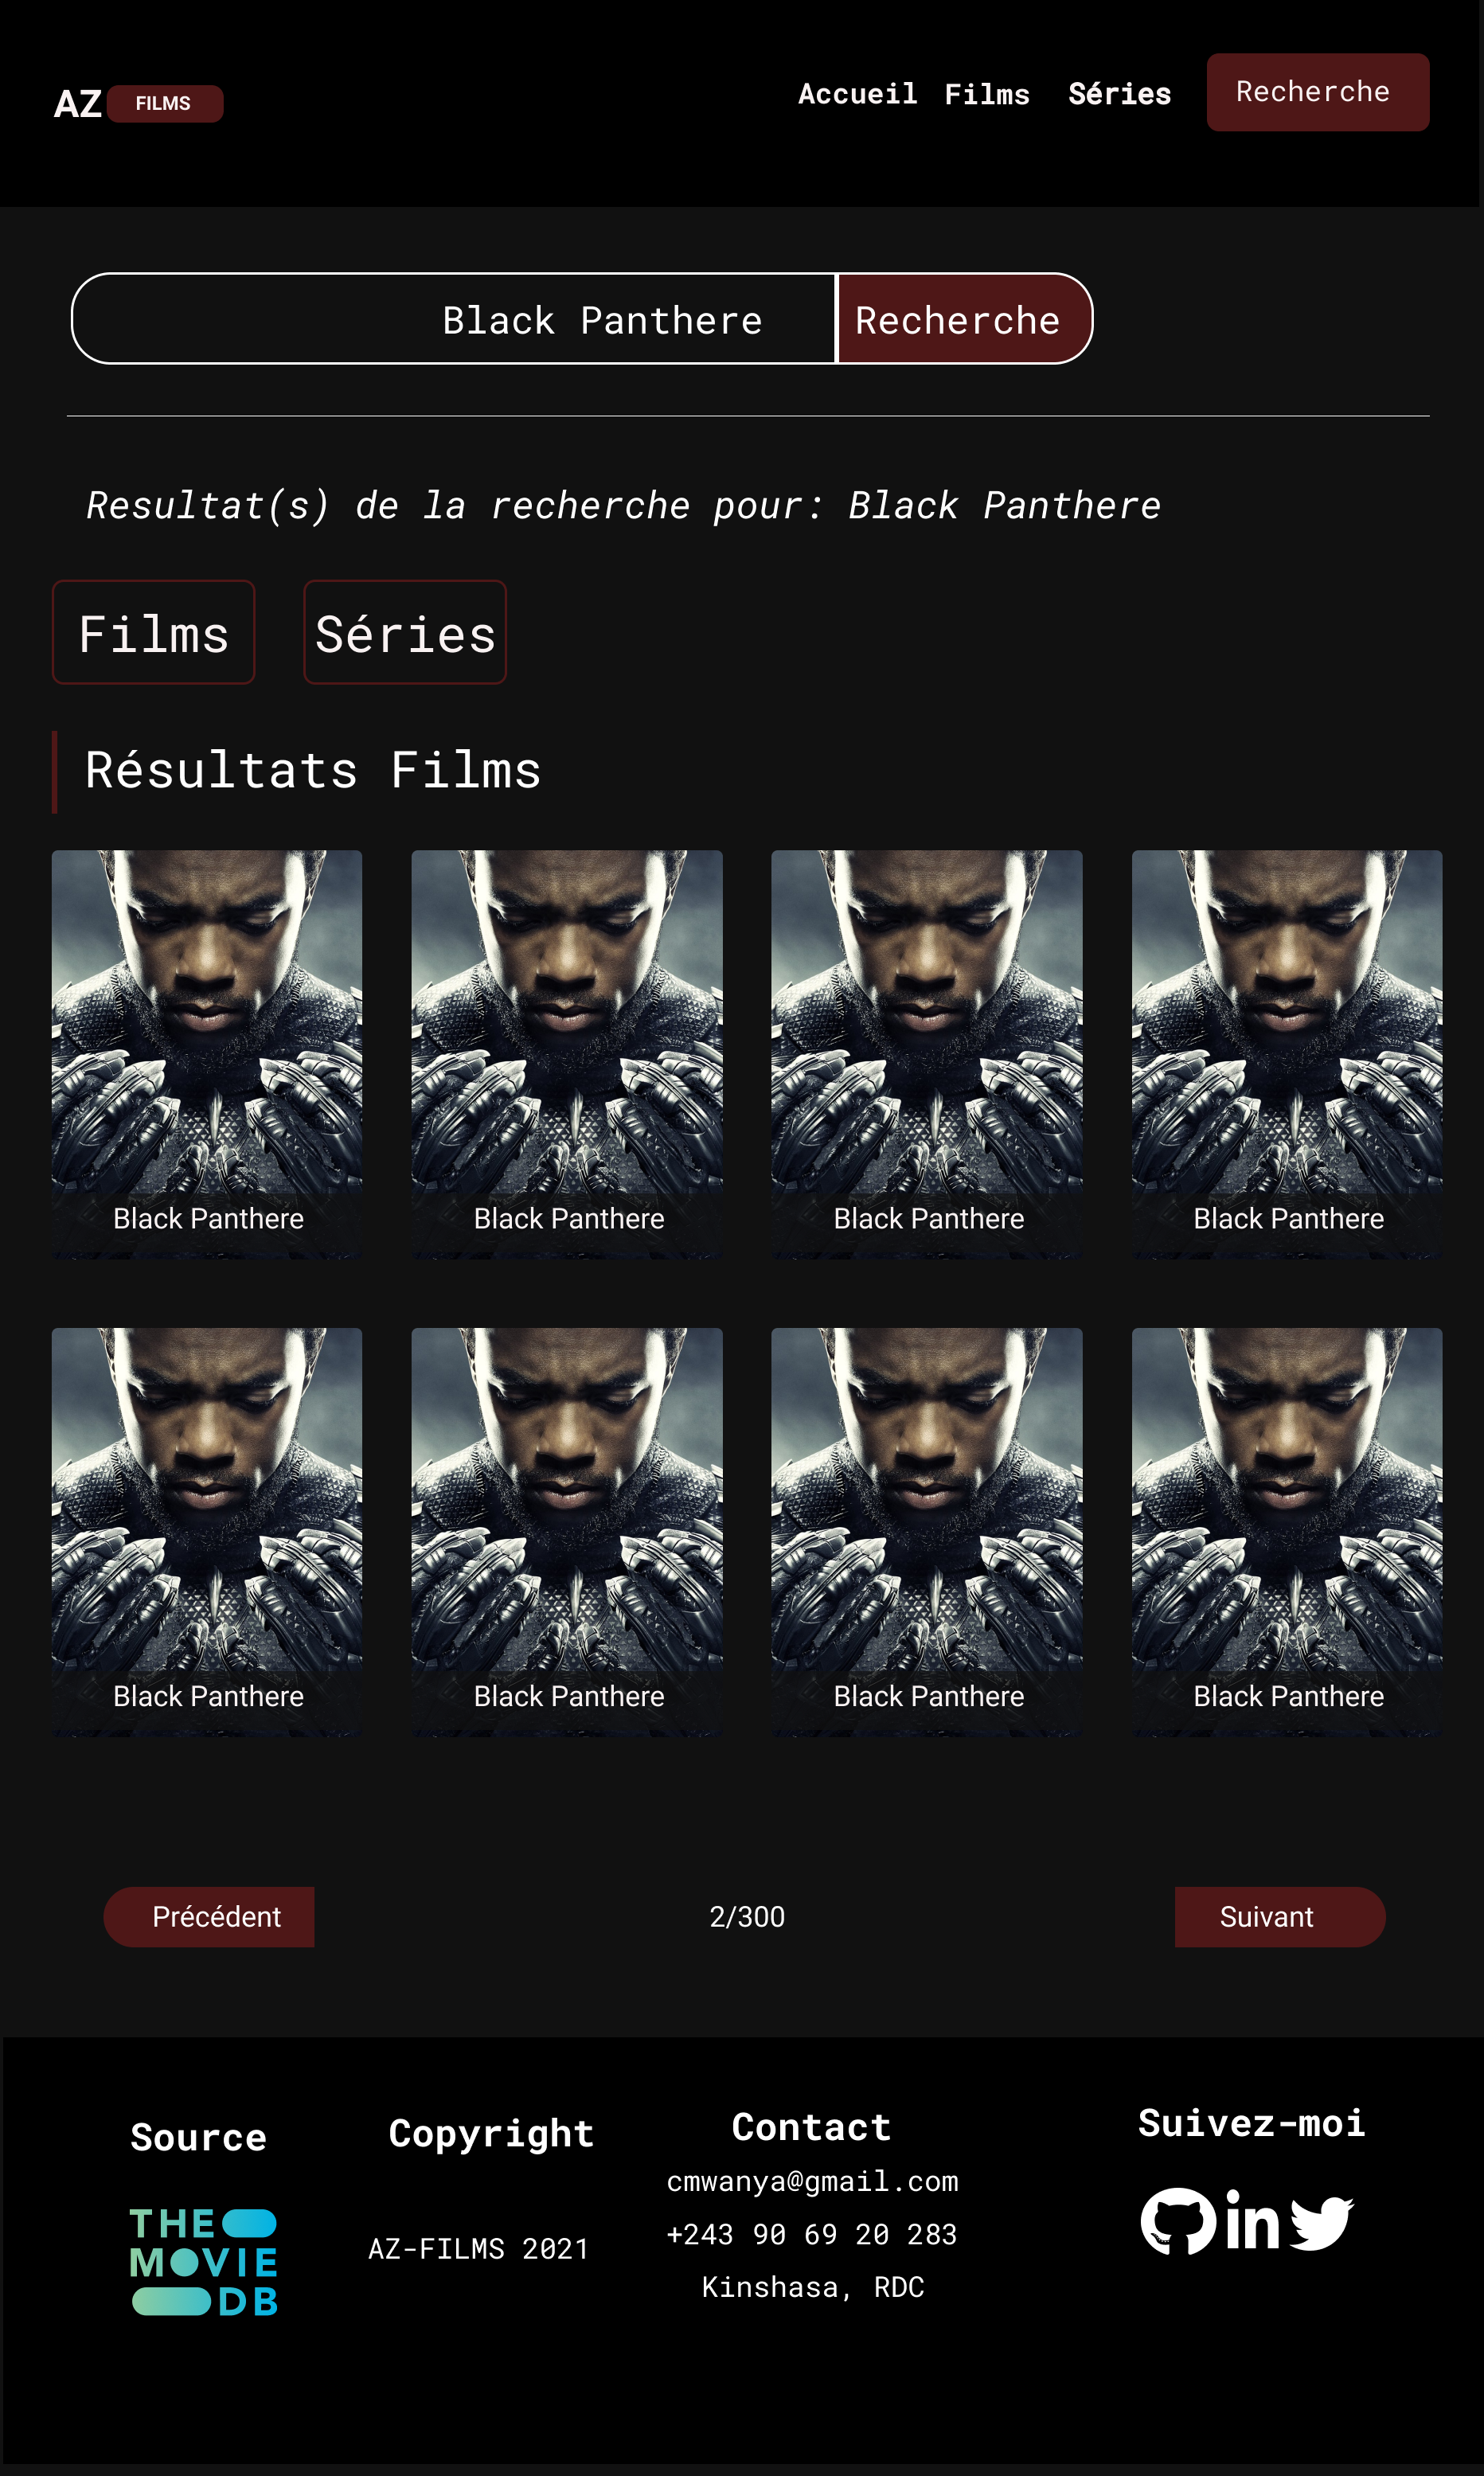 AZ FILMS
Accueil Films Séries Recherche
Black Panthere Recherche
Resultat(s) de la recherche pour: Black Panthere
Films Séries
Résultats Films
Black Panthere Black Panthere Black Panthere Black Panthere
Black Panthere Black Panthere Black Panthere Black Panthere
Précédent 2/300 Suivant
Source
THE
MOVIE
DB
Copyright
AZ-FILMS 2021
Contact
cmwanya@gmail.com
+243 90 69 20 283
Kinshasa, RDC
Suivez-moi
in